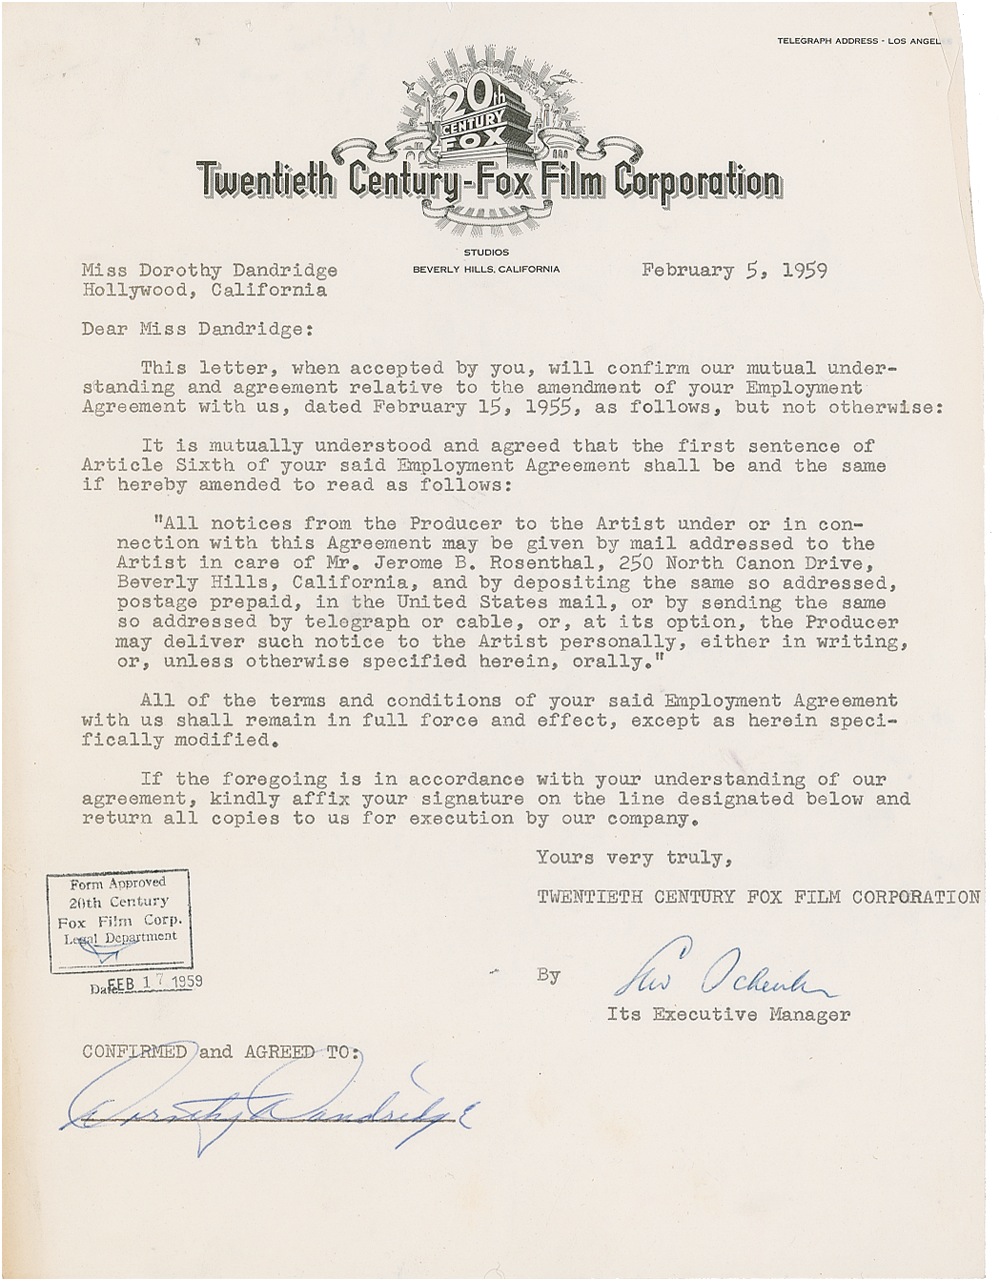 TELEGRAPH ADDRESS - LOS ANGEL
20th
CENTURY
FOX
Twentieth Century-Fox Film Corporation
STUDIOS
BEVERLY HILLS, CALIFORNIA
Miss Dorothy Dandridge
February 5, 1959
Hollywood, California
Dear Miss Dandridge:
This letter, when accepted by you, will confirm our mutual under-
standing and agreement relative to the amendment of your Employment
Agreement with us, dated February 15, 1955, as follows, but not otherwise:
It is mutually understood and agreed that the first sentence of
Article Sixth of your said Employment Agreement shall be and the same
if hereby amended to read as follows:
"All notices from the Producer to the Artist under or in con-
nection with this Agreement may be given by mail addressed to the
Artist in care of Mr. Jerome B. Rosenthal, 250 North Canon Drive,
Beverly Hills, California, and by depositing the same so addressed,
postage prepaid, in the United States mail, or by sending the same
so addressed by telegraph or cable, or, at its option, the Producer
may deliver such notice to the Artist personally, either in writing,
or, unless otherwise specified herein, orally."
All of the terms and conditions of your said Employment Agreement
with us shall remain in full force and effect, except as herein speci-
fically modified.
If the foregoing is in accordance with your understanding of our
agreement, kindly affix your signature on the line designated below and
return all copies to us for execution by our company.
Yours very truly,
TWENTIETH CENTURY FOX FILM CORPORATION
Form Approved
20th Century
Fox Film Corp.
Legal Department
Date FEB 17 1959
By
Its Executive Manager
CONFIRMED and AGREED TO:
Dorothy Dandridge